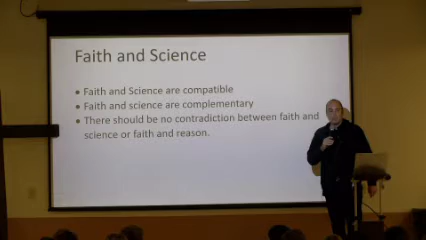 Faith and Science
• Faith and Science are compatible
• Faith and science are complementary
• There should be no contradiction between faith and
science or faith and reason.